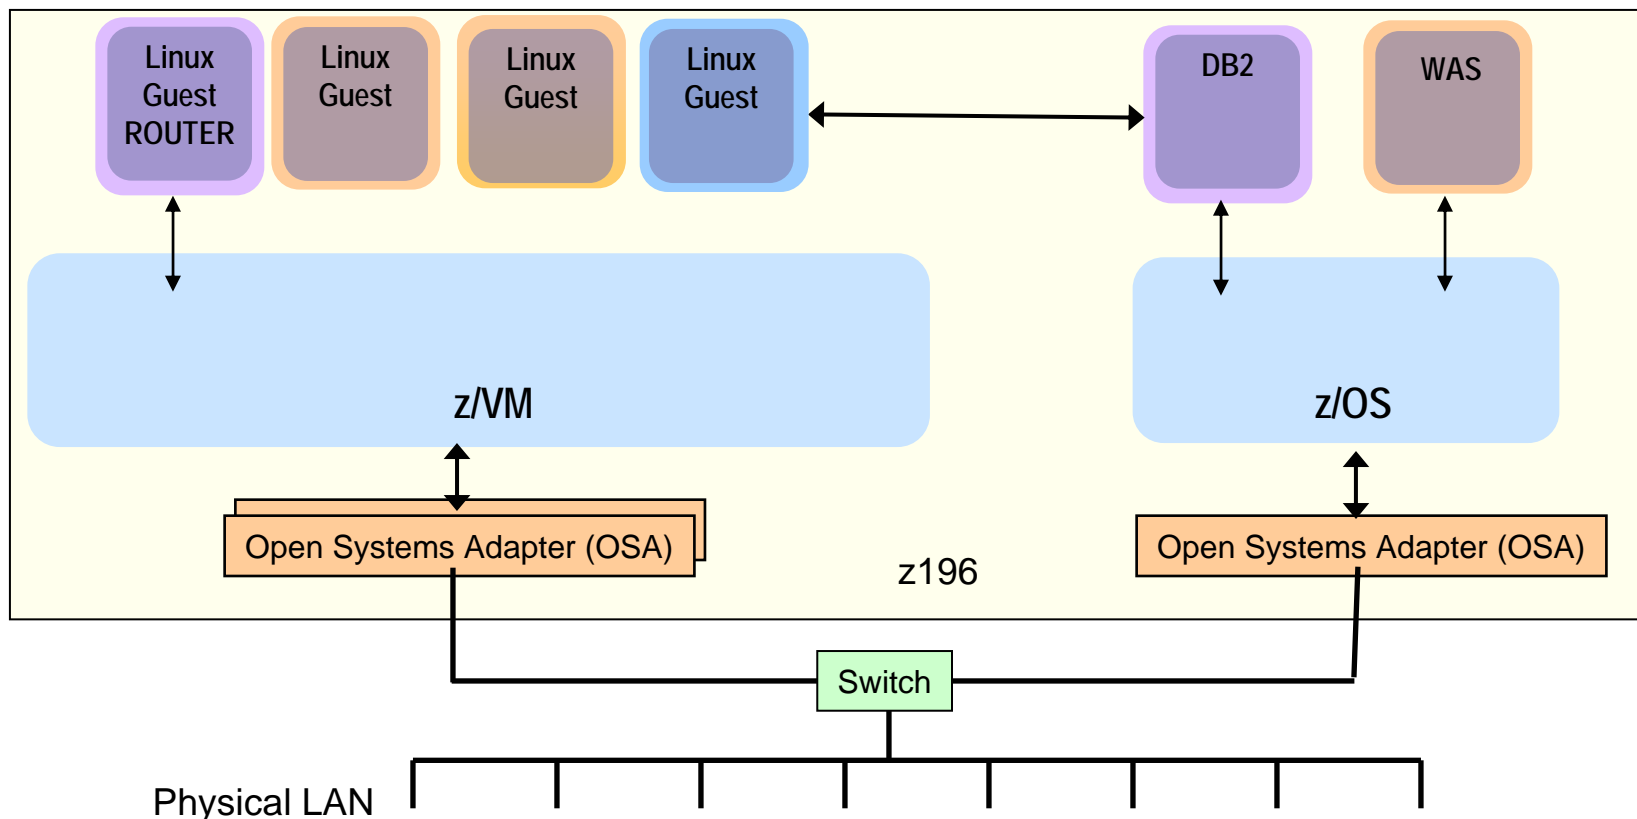 Linux
Guest
ROUTER
Linux
Guest
Linux
Guest
Linux
Guest
DB2
WAS
z/VM
z/OS
Open Systems Adapter (OSA)
Open Systems Adapter (OSA)
z196
Switch
Physical LAN